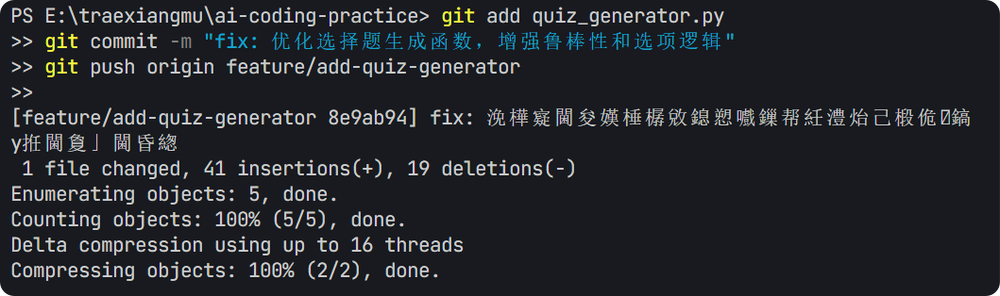 PS E:\traexiangmu\ai-coding-practice> git add quiz_generator.py
>> git commit -m "fix: 优化选择题生成函数，增强鲁棒性和选项逻辑"
>> git push origin feature/add-quiz-generator
>>
[feature/add-quiz-generator 8e9ab94] fix: 浼樺寲閫夋嫨棰樼敓鎴愬嚱鏁帮紝澧炲己椴佹鎬
y拰閫夐」閫昏緫
 1 file changed, 41 insertions(+), 19 deletions(-)
Enumerating objects: 5, done.
Counting objects: 100% (5/5), done.
Delta compression using up to 16 threads
Compressing objects: 100% (2/2), done.